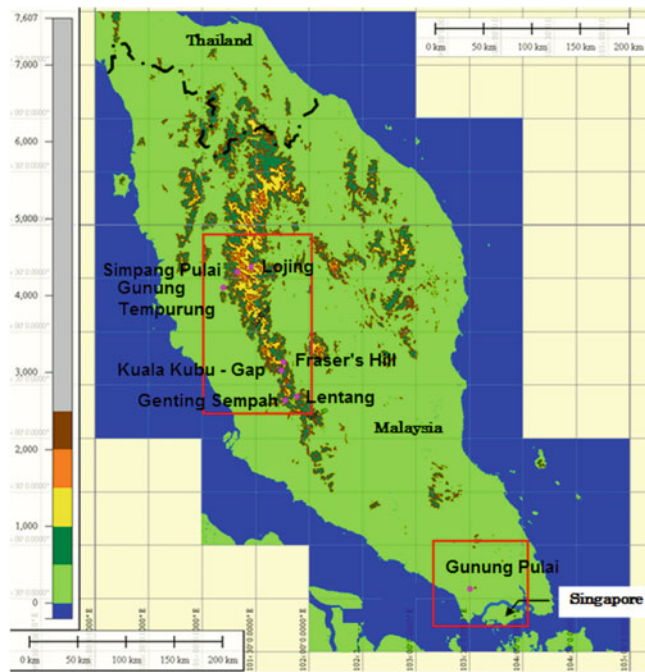 7,607
Thailand
0 km 50 km 100 km 150 km 200 km
7,000
6,000
5,000
Simpang Pulai
Lojing
Gunung
Tempurung
4,000
Fraser's Hill
Kuala Kubu - Gap
3,000
Genting Sempah
Lentang
Malaysia
2,000
1,000
Gunung Pulai
Singapore
0
0 km 50 km 100 km 150 km 200 km